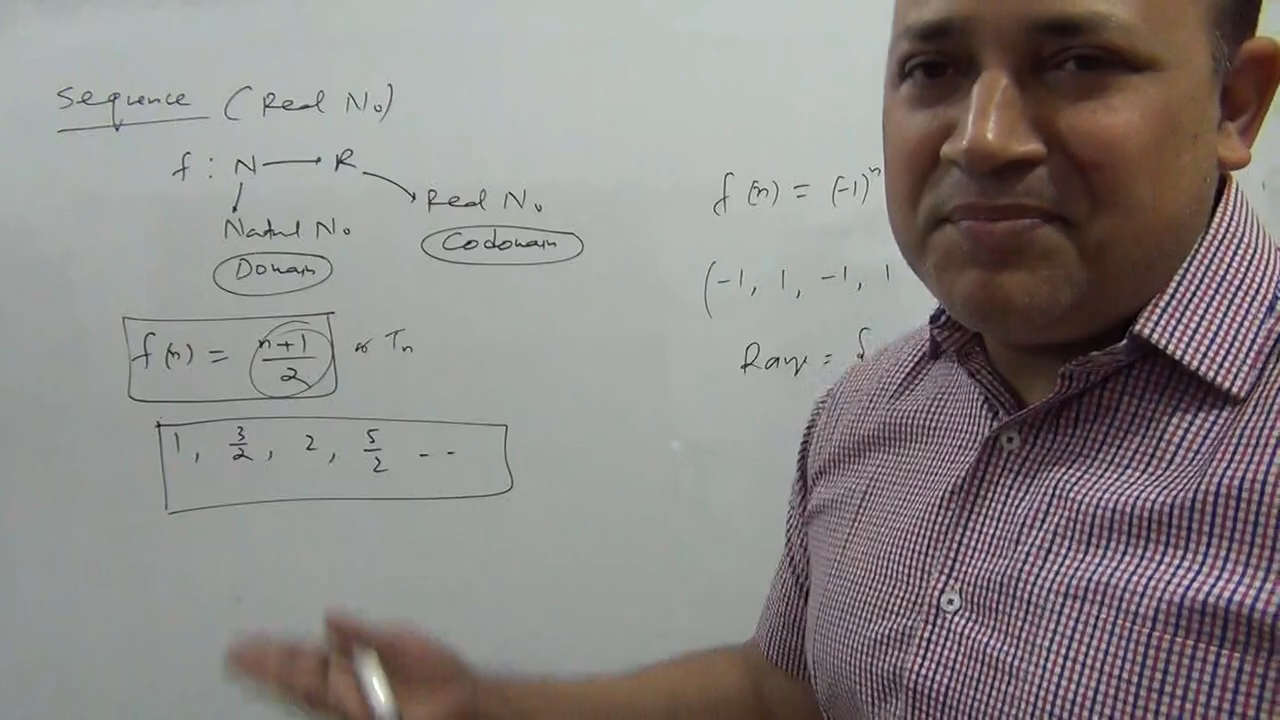 Sequence (Real No)
f : N → R
Natural No
Real No
Domain
Codomain
f(n) = n+1/2 or Tn
1, 3/2, 2, 5/2 --
f(n) = (-1)^n
(-1, 1, -1, 1
Range = {